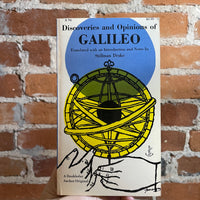 Discoveries and Opinions of
GALILEO
Translated with an Introduction and Notes by
Stillman Drake
A Doubleday
Anchor Original